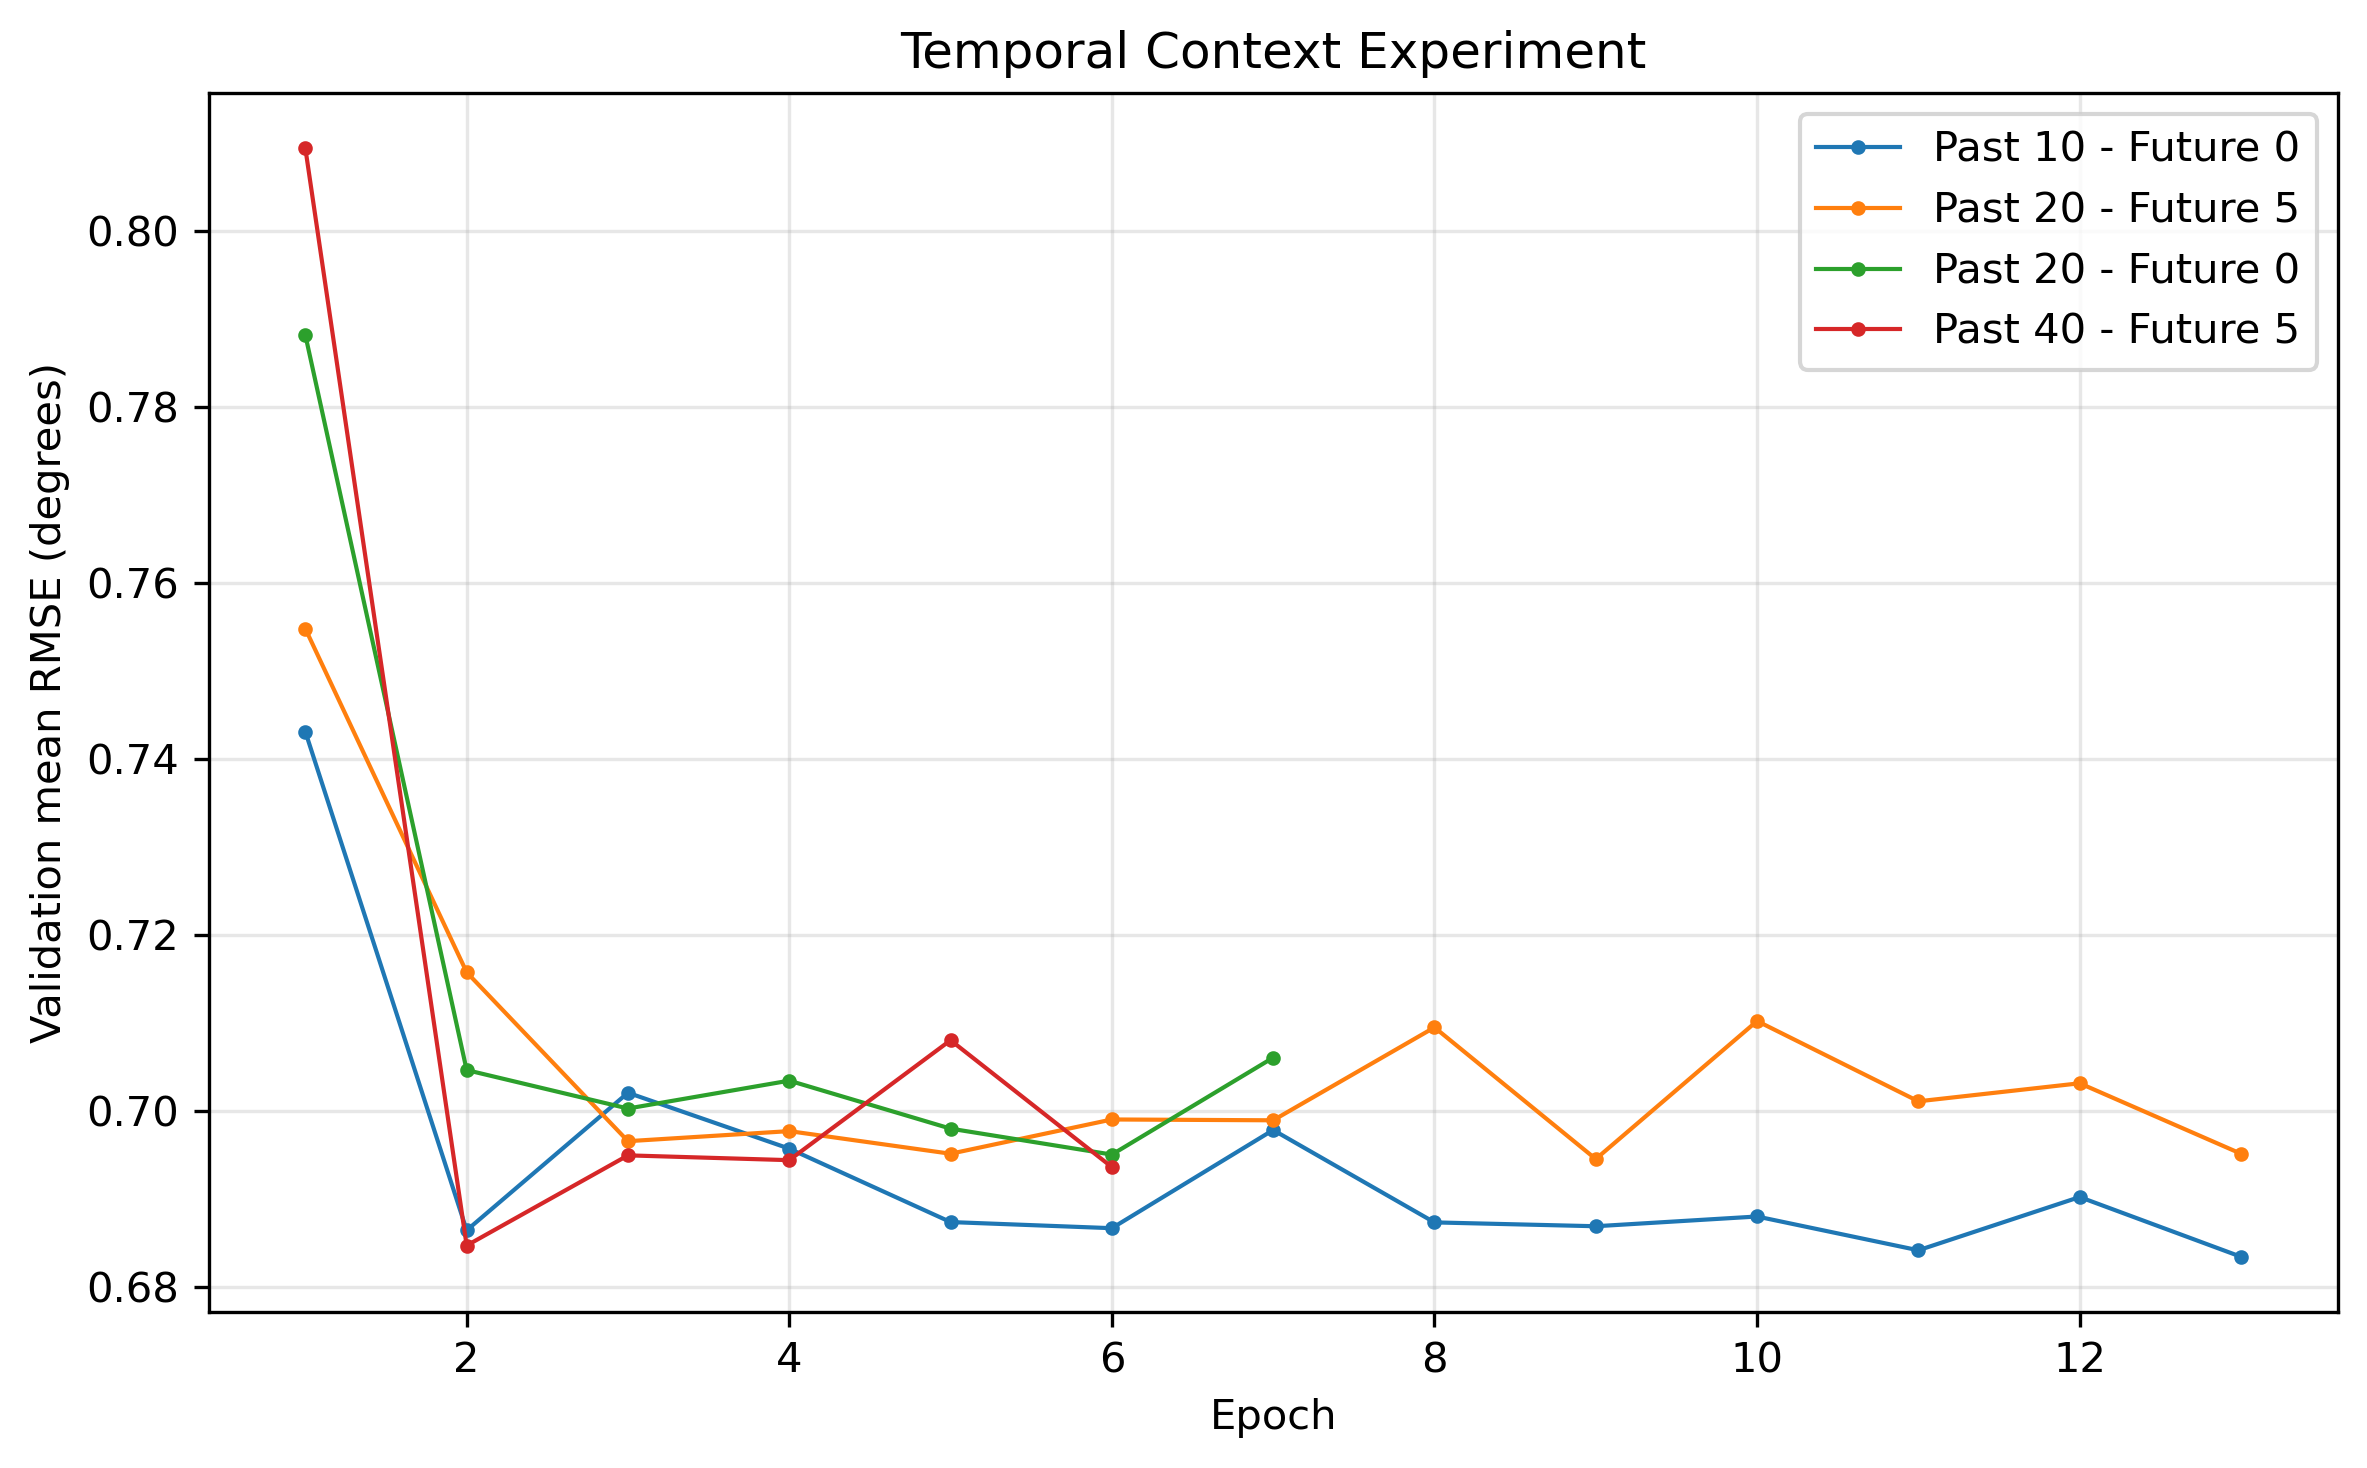 Temporal Context Experiment
Past 10 - Future 0
Past 20 - Future 5
Past 20 - Future 0
Past 40 - Future 5
Validation mean RMSE (degrees)
0.80
0.78
0.76
0.74
0.72
0.70
0.68
2 4 6 8 10 12
Epoch